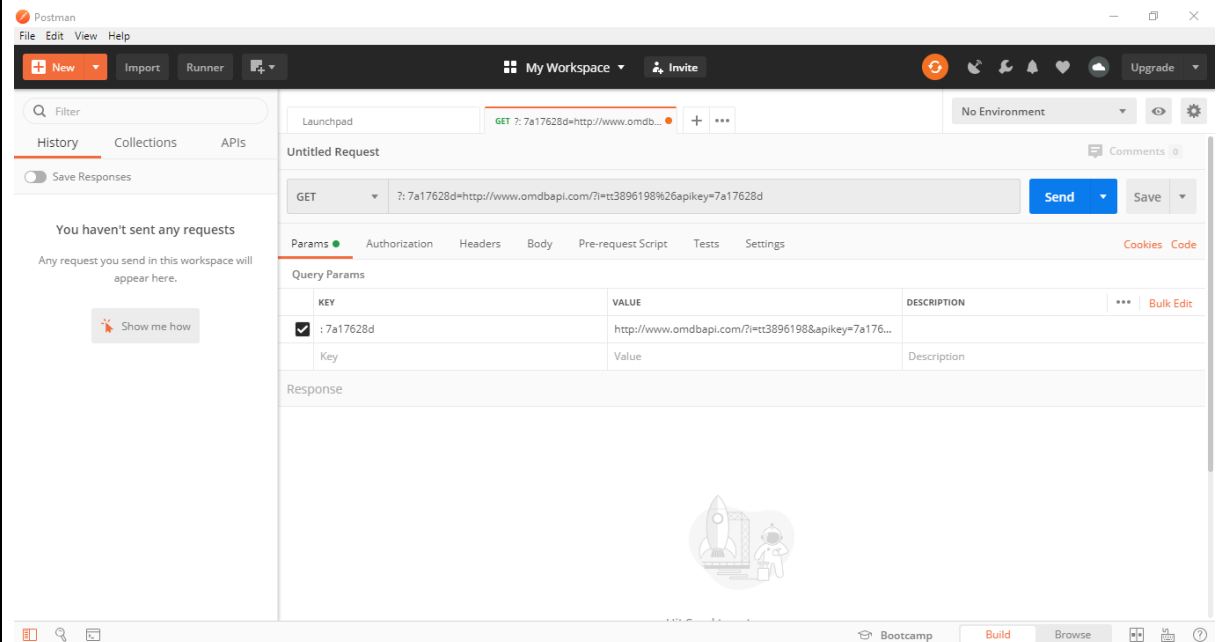 Postman
File Edit View Help
New Import Runner My Workspace Invite Upgrade
Filter
History Collections APIs
Save Responses
You haven't sent any requests
Any request you send in this workspace will
appear here.
Show me how
Launchpad GET ?: 7a17628d=http://www.omdb... No Environment
Untitled Request Comments 0
GET ?: 7a17628d=http://www.omdbapi.com/?i=tt3896198%26apikey=7a17628d Send Save
Params Authorization Headers Body Pre-request Script Tests Settings Cookies Code
Query Params
KEY VALUE DESCRIPTION Bulk Edit
: 7a17628d http://www.omdbapi.com/?i=tt3896198&apikey=7a176...
Key Value Description
Response
Bootcamp Build Browse